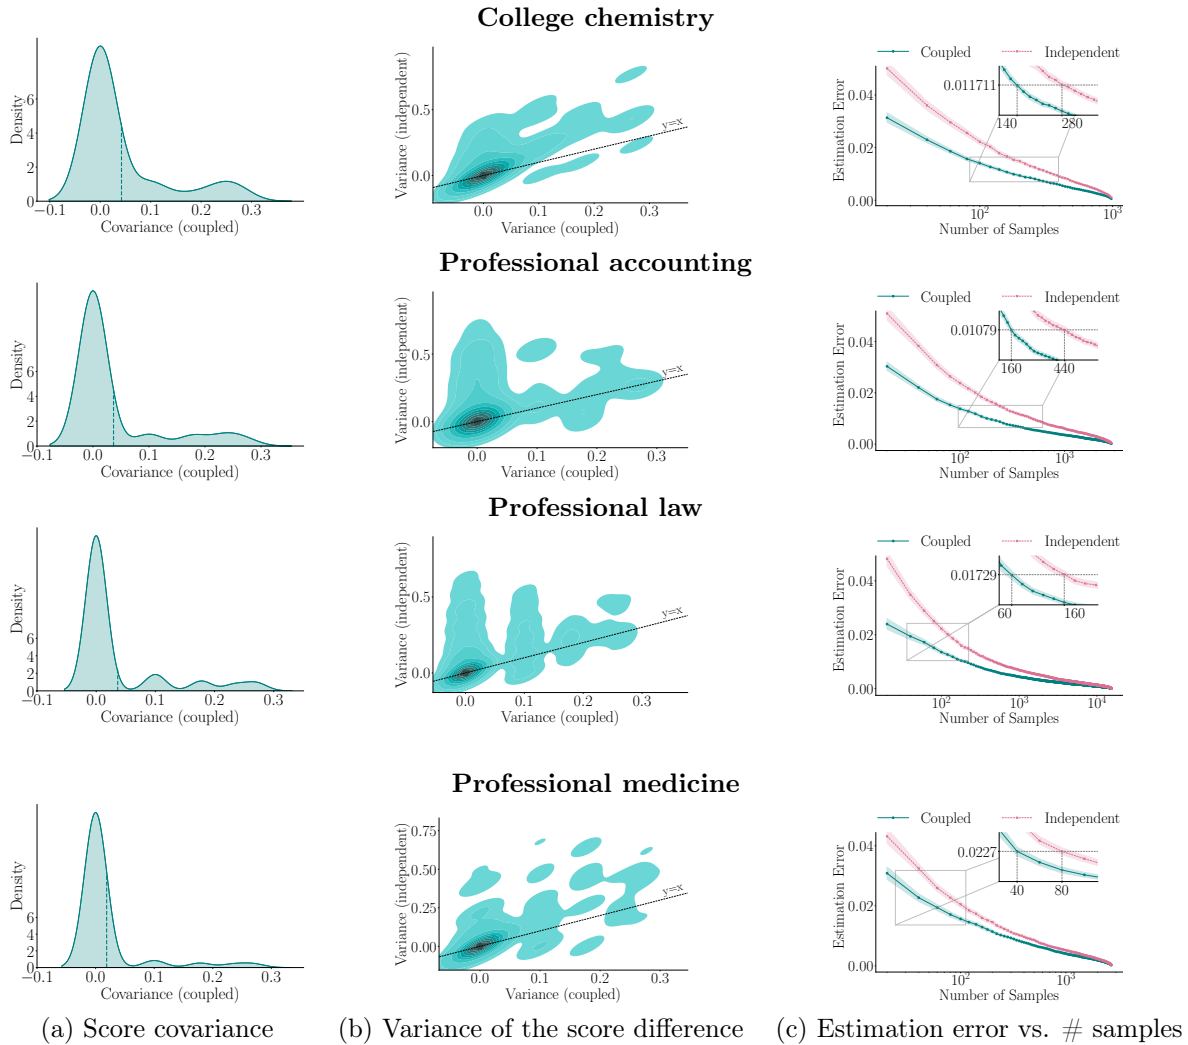 College chemistry
Density
6
4
2
0
−0.1
0.0
0.1
0.2
0.3
Covariance (coupled)
Variance (independent)
0.5
0.0
y=x
0.0
0.1
0.2
0.3
Variance (coupled)
Coupled
Independent
Estimation Error
0.04
0.02
0.00
0.011711
140
280
10²
10³
Number of Samples
Professional accounting
Density
6
4
2
0
−0.1
0.0
0.1
0.2
0.3
Covariance (coupled)
Variance (independent)
0.5
0.0
y=x
0.0
0.1
0.2
0.3
Variance (coupled)
Coupled
Independent
Estimation Error
0.04
0.02
0.00
0.01079
160
440
10²
10³
Number of Samples
Professional law
Density
6
4
2
0
−0.1
0.0
0.1
0.2
0.3
Covariance (coupled)
Variance (independent)
0.5
0.0
y=x
0.0
0.1
0.2
0.3
Variance (coupled)
Coupled
Independent
Estimation Error
0.04
0.02
0.00
0.01729
60
160
10²
10³
10⁴
Number of Samples
Professional medicine
Density
6
4
2
0
−0.1
0.0
0.1
0.2
0.3
Covariance (coupled)
Variance (independent)
0.75
0.50
0.25
0.00
y=x
0.0
0.1
0.2
0.3
Variance (coupled)
Coupled
Independent
Estimation Error
0.04
0.02
0.00
0.0227
40
80
10²
10³
Number of Samples
(a) Score covariance
(b) Variance of the score difference
(c) Estimation error vs. # samples